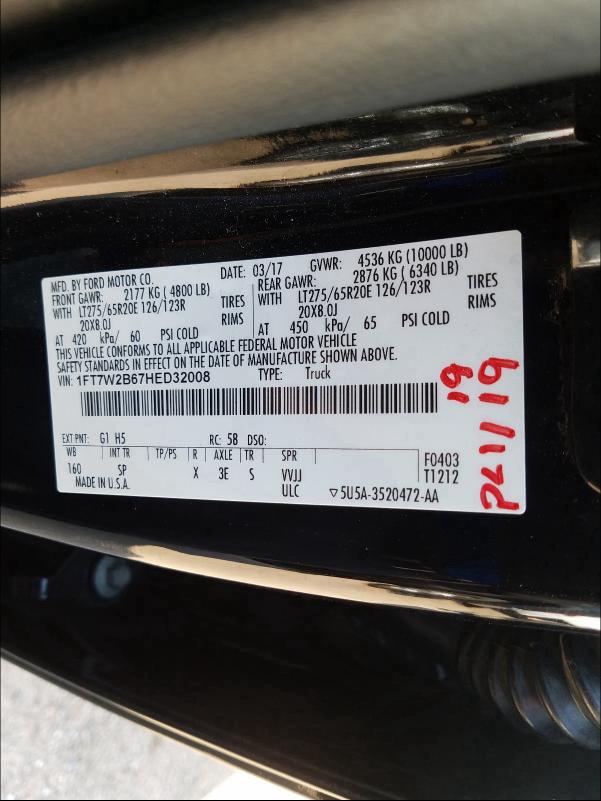 MFD. BY FORD MOTOR CO.
DATE: 03/17 GVWR: 4536 KG (10000 LB)
FRONT GAWR: 2177 KG (4800 LB) REAR GAWR: 2876 KG (6340 LB)
WITH LT275/65R20E 126/123R TIRES WITH LT275/65R20E 126/123R TIRES
20X8.0J RIMS 20X8.0J RIMS
AT 420 kPa/ 60 PSI COLD AT 450 kPa/ 65 PSI COLD
THIS VEHICLE CONFORMS TO ALL APPLICABLE FEDERAL MOTOR VEHICLE
SAFETY STANDARDS IN EFFECT ON THE DATE OF MANUFACTURE SHOWN ABOVE.
VIN: 1FT7W2B67HED32008 TYPE: Truck
EXT PNT: G1 H5 RC: 5B DSO:
WB INT TR TP/PS R AXLE TR SPR F0403
160 SP X 3E S VVJJ T1212
MADE IN U.S.A. ULC ▽5U5A-3520472-AA
19